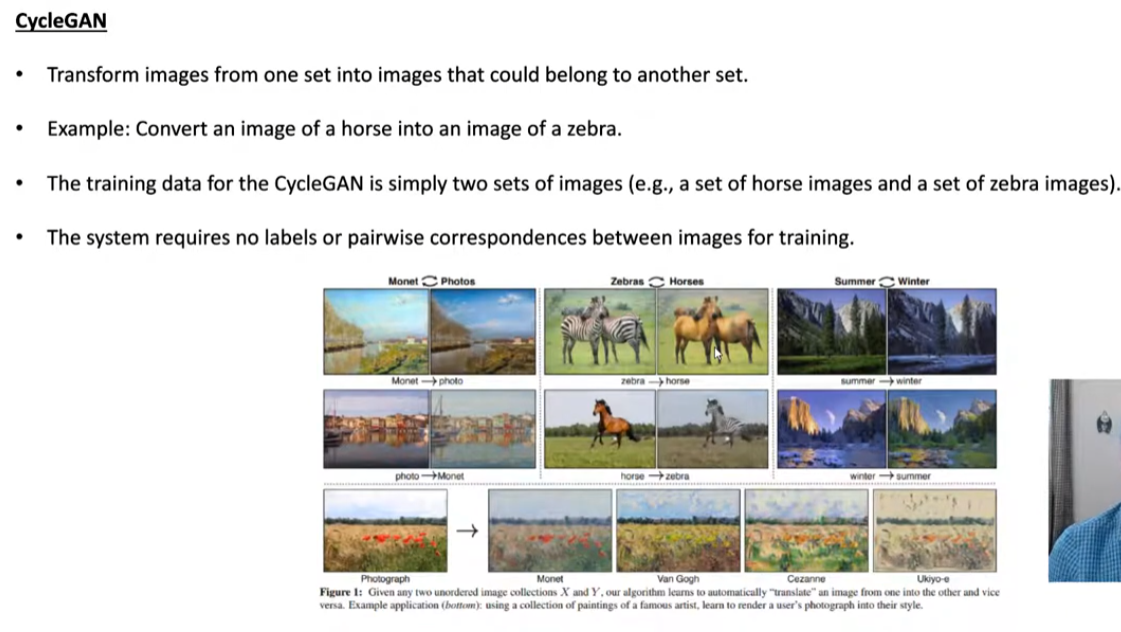 CycleGAN
• Transform images from one set into images that could belong to another set.
• Example: Convert an image of a horse into an image of a zebra.
• The training data for the CycleGAN is simply two sets of images (e.g., a set of horse images and a set of zebra images).
• The system requires no labels or pairwise correspondences between images for training.
Monet Photos
Zebras Horses
Summer Winter
Monet → photo
zebra → horse
summer → winter
photo → Monet
horse → zebra
winter → summer
→
Photograph
Monet
Van Gogh
Cezanne
Ukiyo-e
Figure 1: Given any two unordered image collections X and Y, our algorithm learns to automatically "translate" an image from one into the other and vice
versa. Example application (bottom): using a collection of paintings of a famous artist, learn to render a user's photograph into their style.